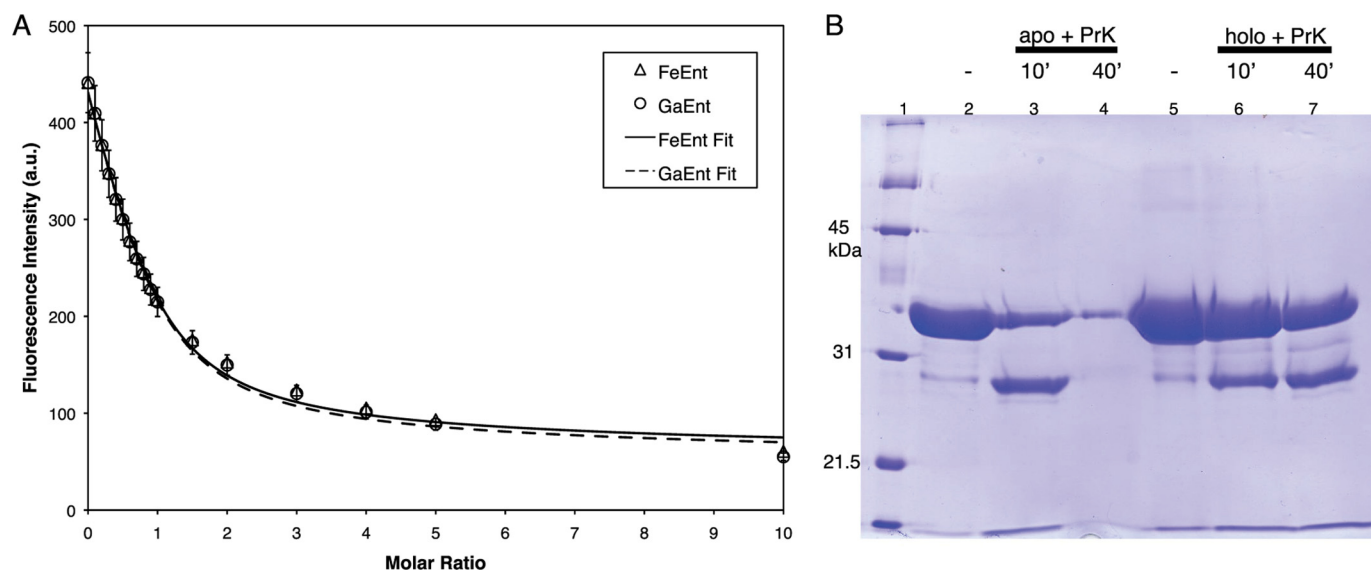 A
Fluorescence Intensity (a.u.)
500
400
300
200
100
0
0 1 2 3 4 5 6 7 8 9 10
Molar Ratio
△ FeEnt
○ GaEnt
FeEnt Fit
GaEnt Fit
B
apo + PrK holo + PrK
- 10’ 40’ - 10’ 40’
1 2 3 4 5 6 7
45
kDa
31
21.5